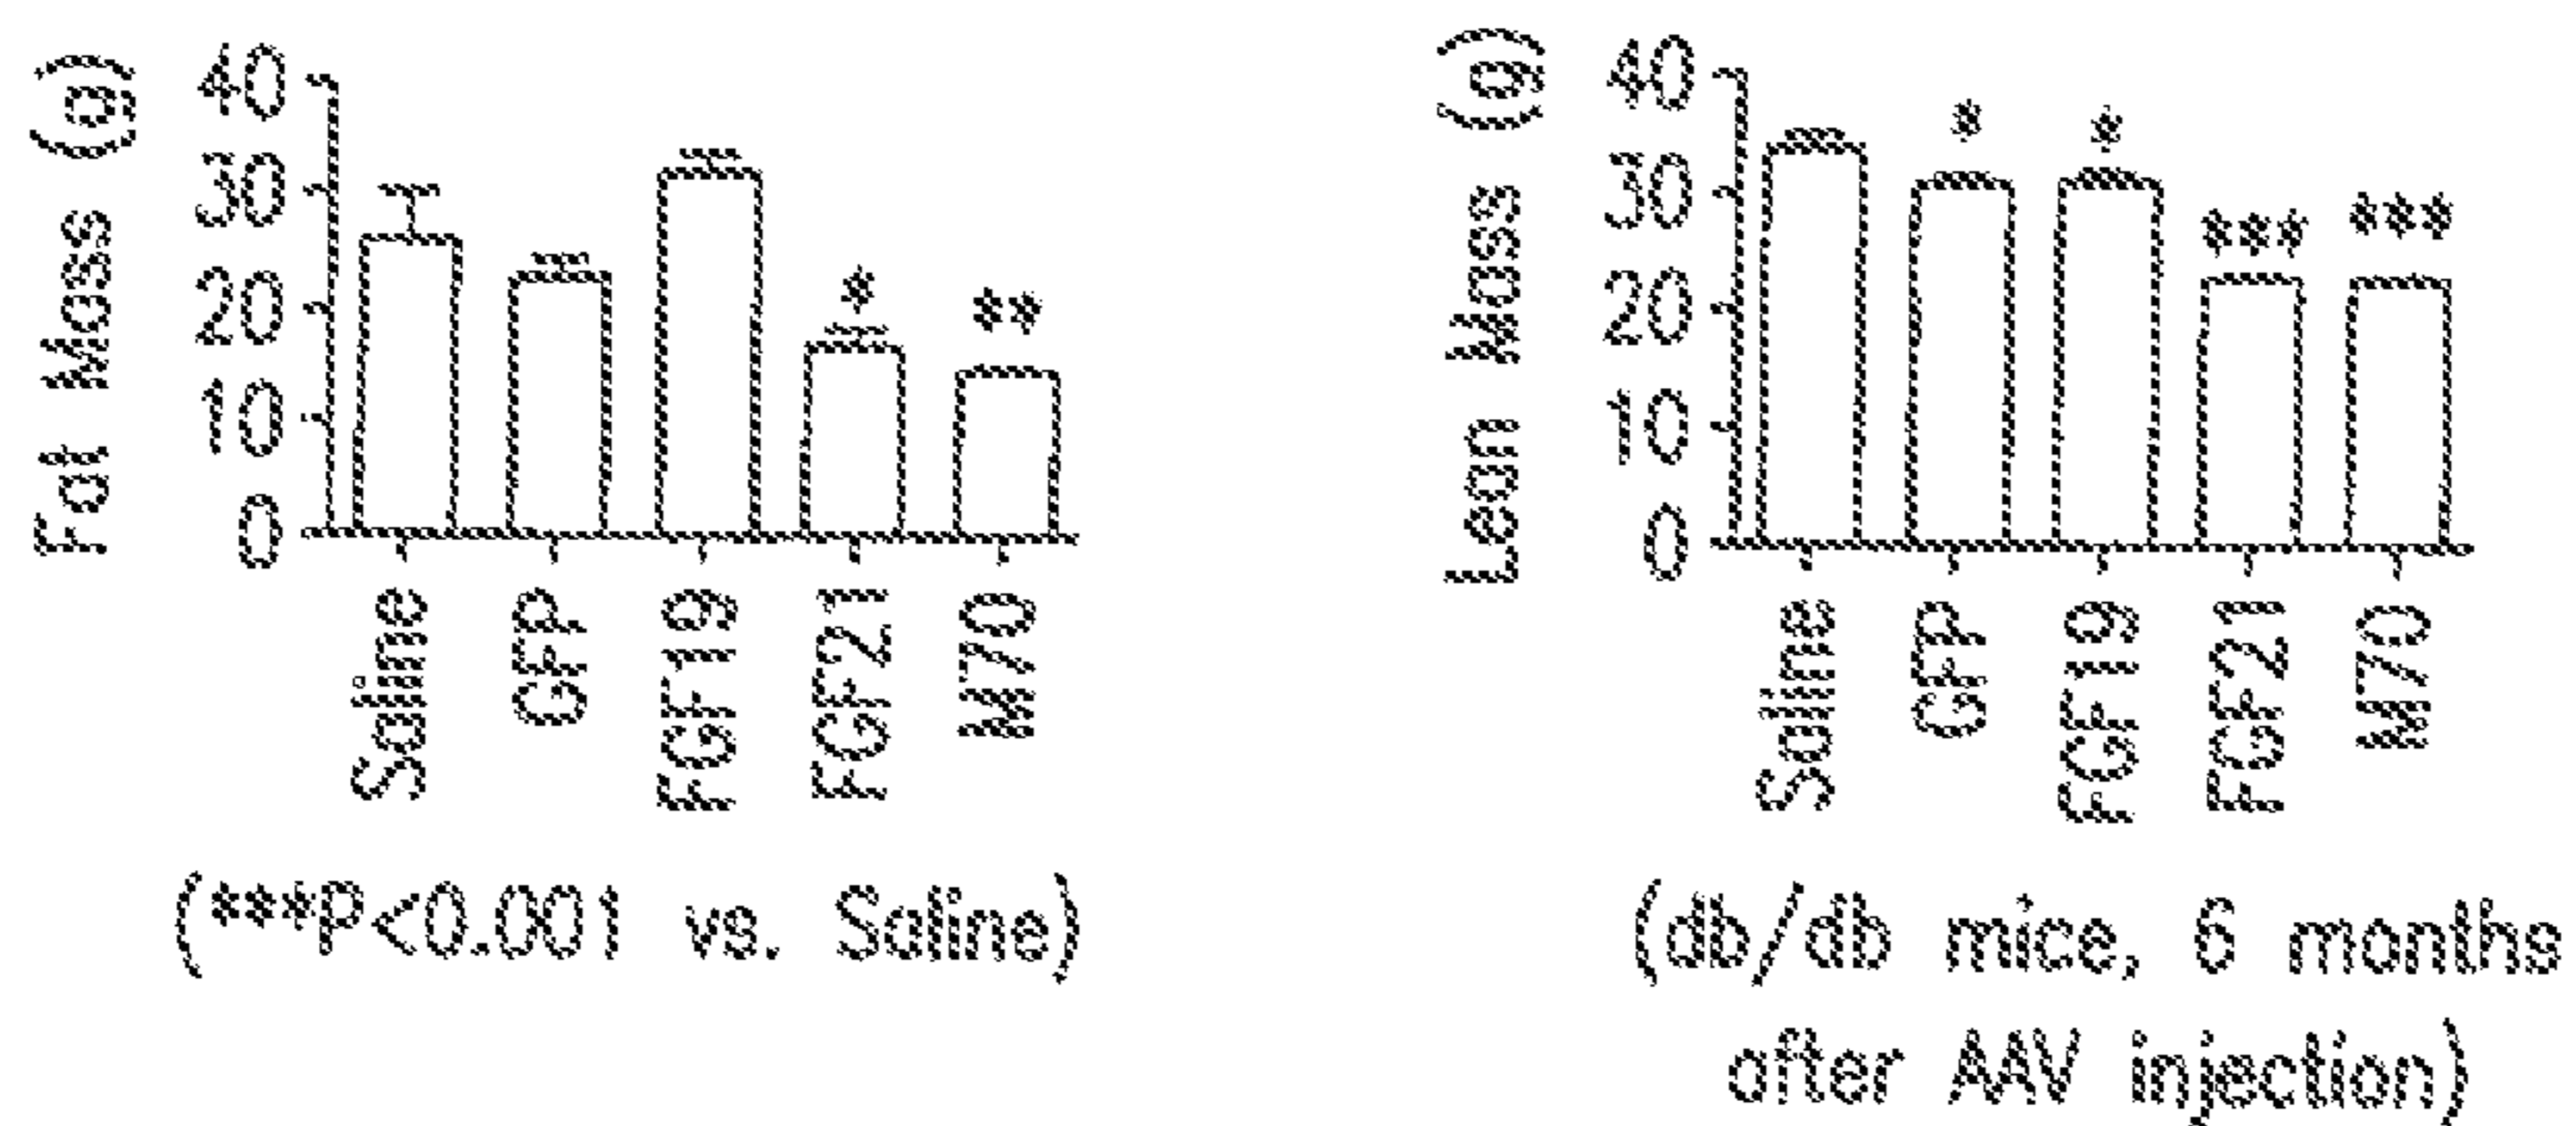 Fat Mass (g)
40
30
20
10
0
*
**
Saline
GFP
FGF19
FGF21
M70
(***P<0.001 vs. Saline)
Lean Mass (g)
40
30
20
10
0
*
*
***
***
Saline
GFP
FGF19
FGF21
M70
(db/db mice, 6 months
after AAV injection)